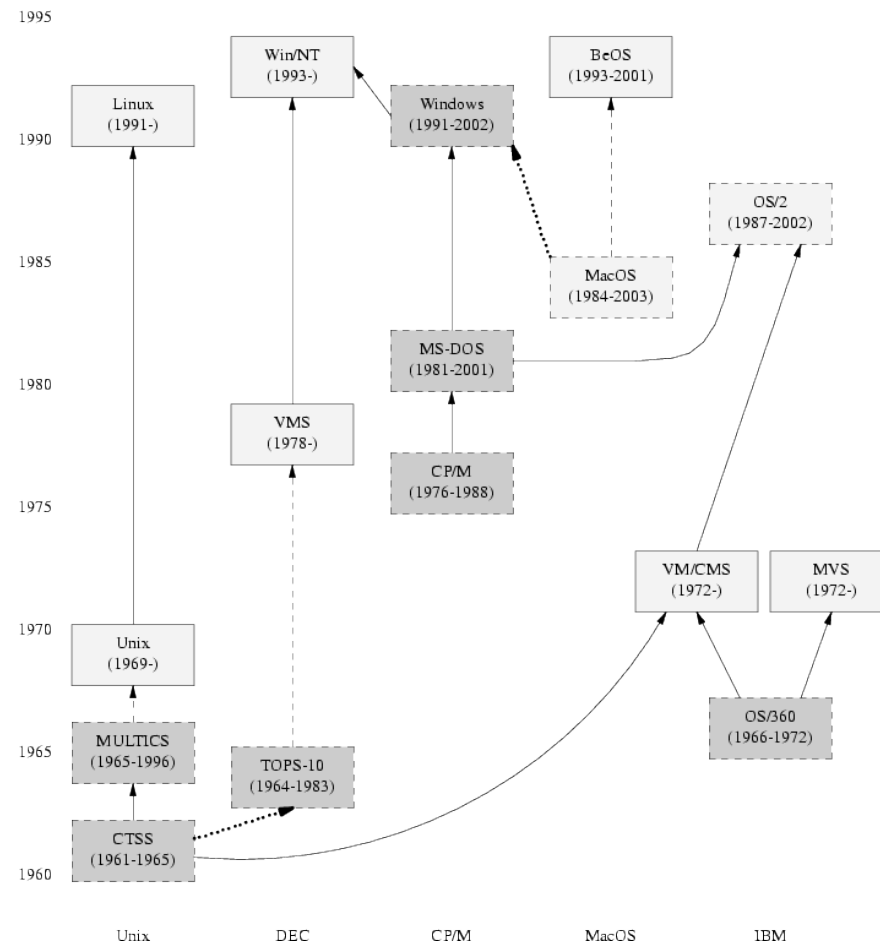 1995
Win/NT
(1993-)
BeOS
(1993-2001)
Linux
(1991-)
Windows
(1991-2002)
1990
OS/2
(1987-2002)
1985
MacOS
(1984-2003)
MS-DOS
(1981-2001)
1980
VMS
(1978-)
CP/M
(1976-1988)
1975
VM/CMS
(1972-)
MVS
(1972-)
1970
Unix
(1969-)
OS/360
(1966-1972)
1965
MULTICS
(1965-1996)
TOPS-10
(1964-1983)
CTSS
(1961-1965)
1960
Unix DEC CP/M MacOS IBM